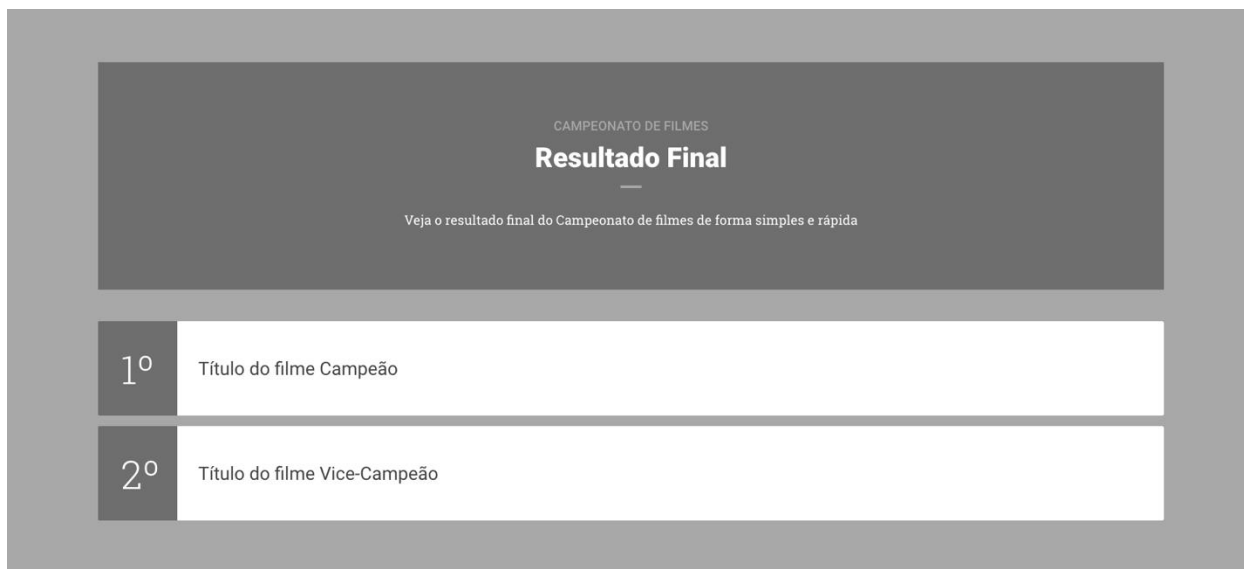 CAMPEONATO DE FILMES
Resultado Final
Veja o resultado final do Campeonato de filmes de forma simples e rápida
1º
Título do filme Campeão
2º
Título do filme Vice-Campeão